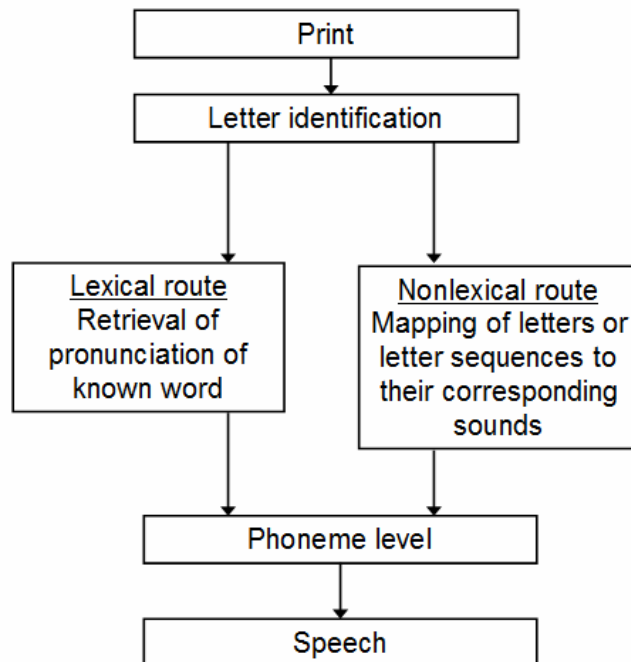 Print
Letter identification
Lexical route
Retrieval of
pronunciation of
known word
Nonlexical route
Mapping of letters or
letter sequences to
their corresponding
sounds
Phoneme level
Speech